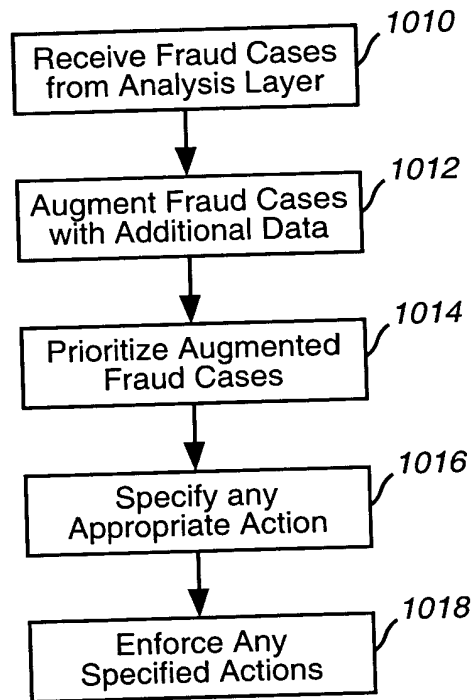 1010
Receive Fraud Cases
from Analysis Layer
1012
Augment Fraud Cases
with Additional Data
1014
Prioritize Augmented
Fraud Cases
1016
Specify any
Appropriate Action
1018
Enforce Any
Specified Actions